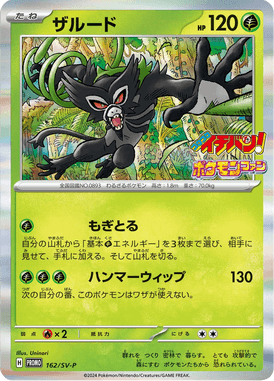 たね
ザルード
HP 120
イチバン!
ポケモンファン
全国図鑑NO.0893 わるざるポケモン 高さ:1.8m 重さ:70.0kg
もぎとる
自分の山札から「基本エネルギー」を3枚まで選び、相手に
見せて、手札に加える。そして山札を切る。
ハンマーウィップ 130
次の自分の番、このポケモンはワザが使えない。
弱点 ×2 抵抗力 にげる
Illus. Uninori
H PROMO 162/SV-P
©2024 Pokémon/Nintendo/Creatures/GAME FREAK.